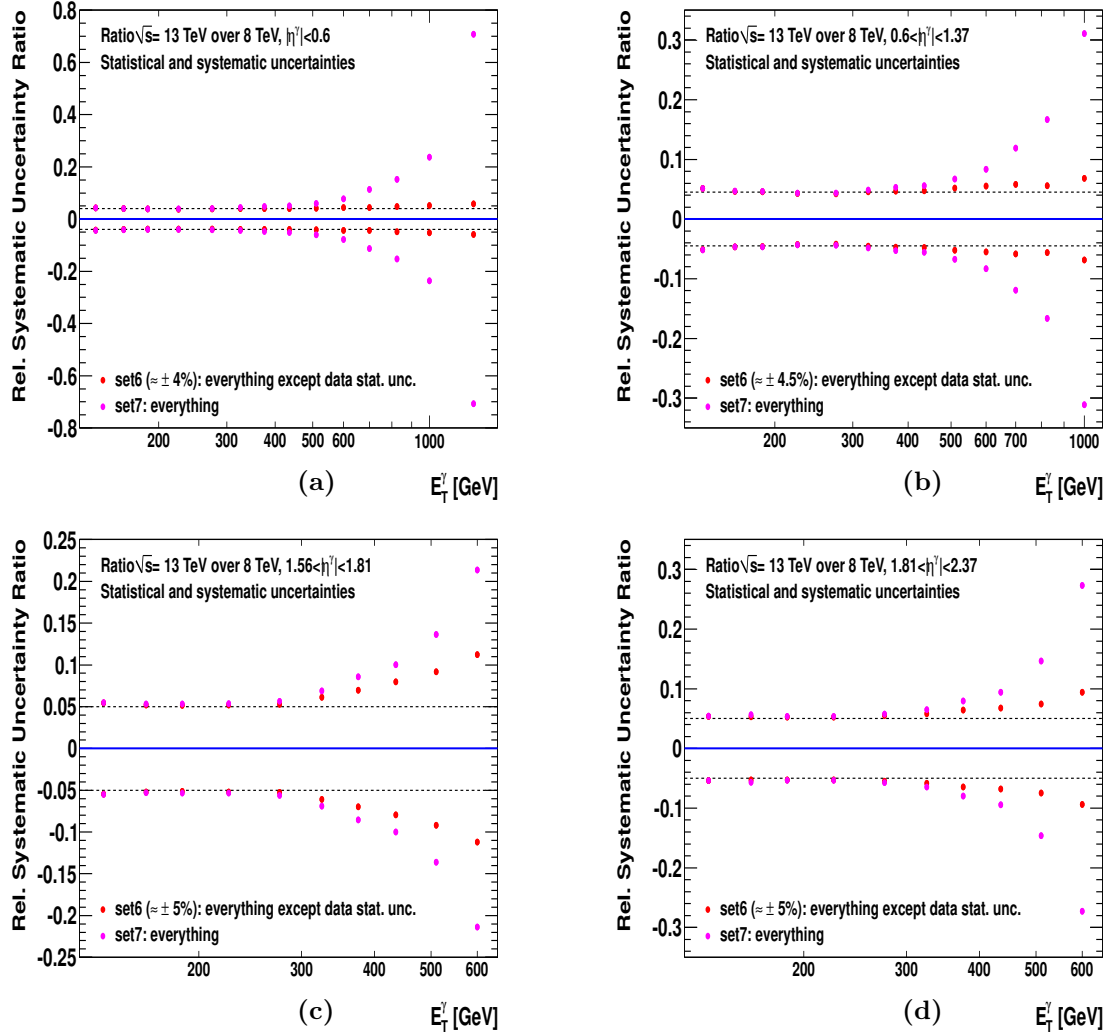 Rel. Systematic Uncertainty Ratio
0.8
0.6
0.4
0.2
0
-0.2
-0.4
-0.6
-0.8
Ratio√s= 13 TeV over 8 TeV, |η^γ|<0.6
Statistical and systematic uncertainties
set6 (≈ ± 4%): everything except data stat. unc.
set7: everything
200 300 400 500 600 1000
(a)
E_T^γ [GeV]
Rel. Systematic Uncertainty Ratio
0.3
0.2
0.1
0
-0.1
-0.2
-0.3
Ratio√s= 13 TeV over 8 TeV, 0.6<|η^γ|<1.37
Statistical and systematic uncertainties
set6 (≈ ± 4.5%): everything except data stat. unc.
set7: everything
200 300 400 500 600 700 1000
(b)
E_T^γ [GeV]
Rel. Systematic Uncertainty Ratio
0.25
0.2
0.15
0.1
0.05
0
-0.05
-0.1
-0.15
-0.2
-0.25
Ratio√s= 13 TeV over 8 TeV, 1.56<|η^γ|<1.81
Statistical and systematic uncertainties
set6 (≈ ± 5%): everything except data stat. unc.
set7: everything
200 300 400 500 600
(c)
E_T^γ [GeV]
Rel. Systematic Uncertainty Ratio
0.3
0.2
0.1
0
-0.1
-0.2
-0.3
Ratio√s= 13 TeV over 8 TeV, 1.81<|η^γ|<2.37
Statistical and systematic uncertainties
set6 (≈ ± 5%): everything except data stat. unc.
set7: everything
200 300 400 500 600
(d)
E_T^γ [GeV]